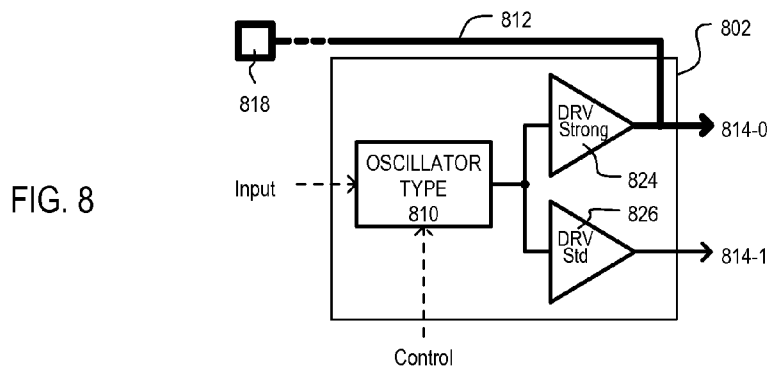 812
802
818
DRV
Strong
814-0
824
OSCILLATOR
TYPE
810
Input
FIG. 8
826
DRV
Std
814-1
Control